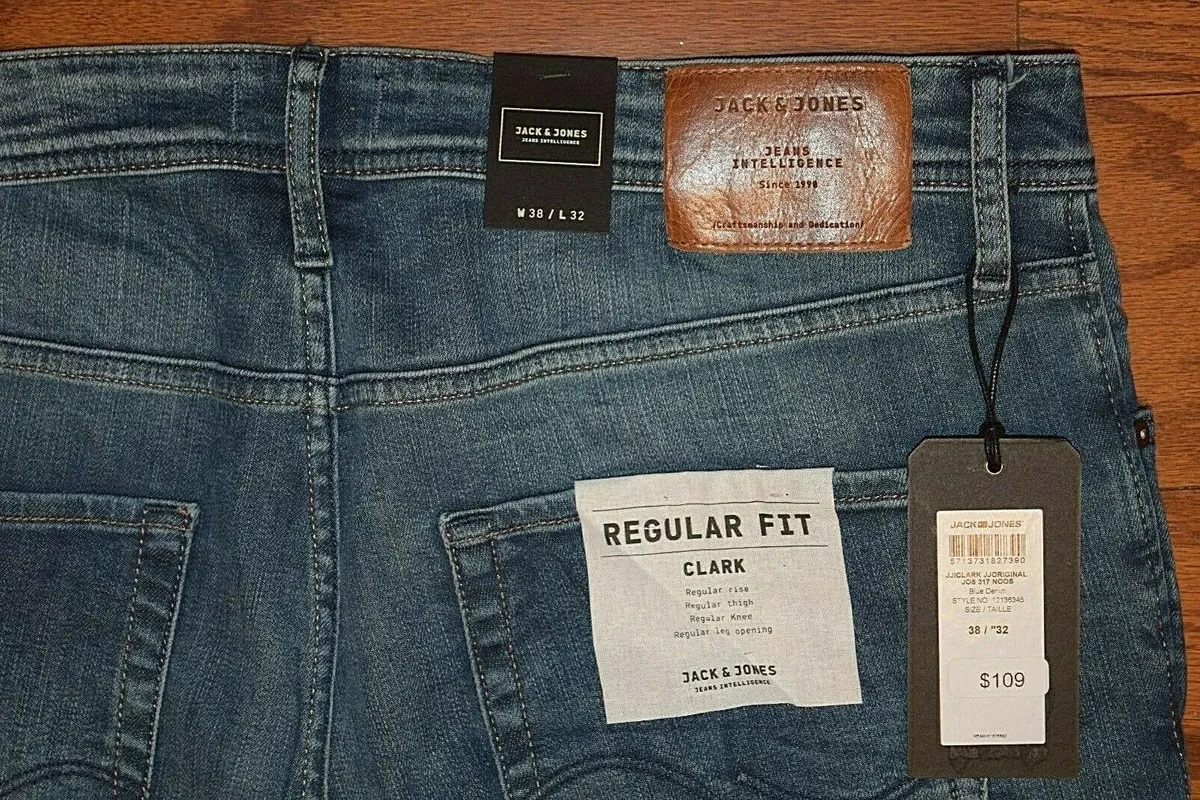 JACK & JONES
JEANS INTELLIGENCE
W 38 / L 32
JACK & JONES
JEANS
INTELLIGENCE
Since 1990
/Craftsmanship and Dedication/
REGULAR FIT
CLARK
Regular rise
Regular thigh
Regular Knee
Regular leg opening
JACK & JONES
JEANS INTELLIGENCE
JACK & JONES
5713731827390
JJICLARK JJORIGINAL
JOS 317 NOOS
Blue Denim
STYLE NO. 12136345
SIZE / TAILLE
38 / "32
$109